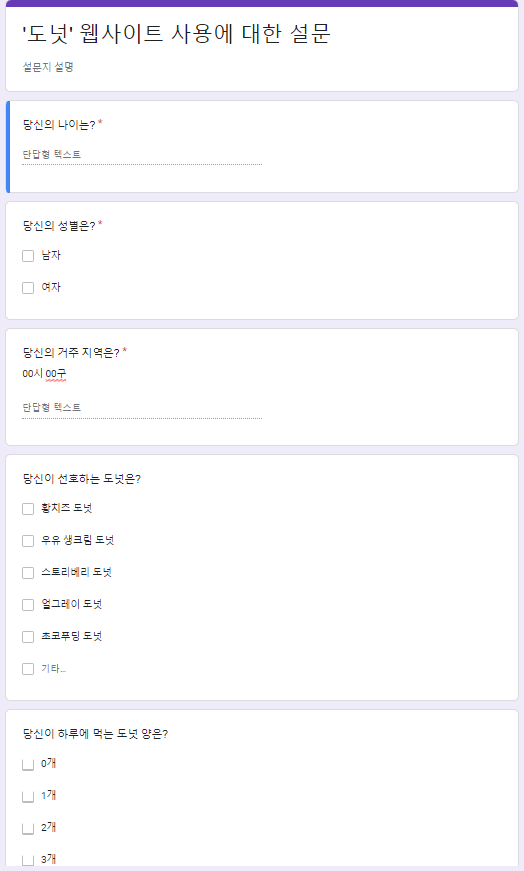 '도넛' 웹사이트 사용에 대한 설문
설문지 설명
당신의 나이는? *
단답형 텍스트
당신의 성별은? *
남자
여자
당신의 거주 지역은? *
00시 00구
단답형 텍스트
당신이 선호하는 도넛은?
황치즈 도넛
우유 생크림 도넛
스토리베리 도넛
얼그레이 도넛
초코푸딩 도넛
기타...
당신이 하루에 먹는 도넛 양은?
0개
1개
2개
3개